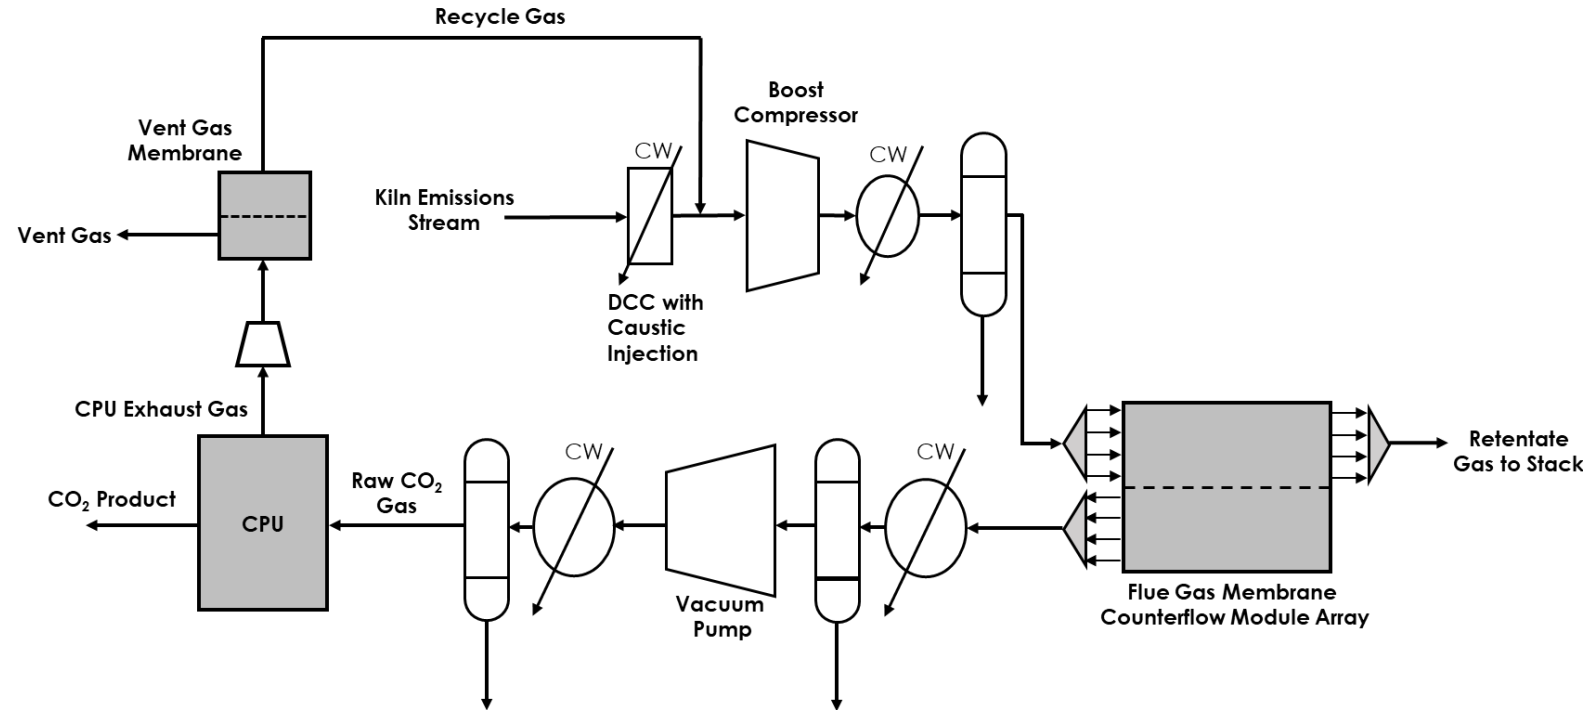 Recycle Gas
Boost
Compressor
Vent Gas
Membrane
CW
CW
Kiln Emissions
Stream
Vent Gas
DCC with
Caustic
Injection
CPU Exhaust Gas
Retentate
Gas to Stack
CW
CW
Raw CO₂
Gas
CO₂ Product
CPU
Flue Gas Membrane
Counterflow Module Array
Vacuum
Pump